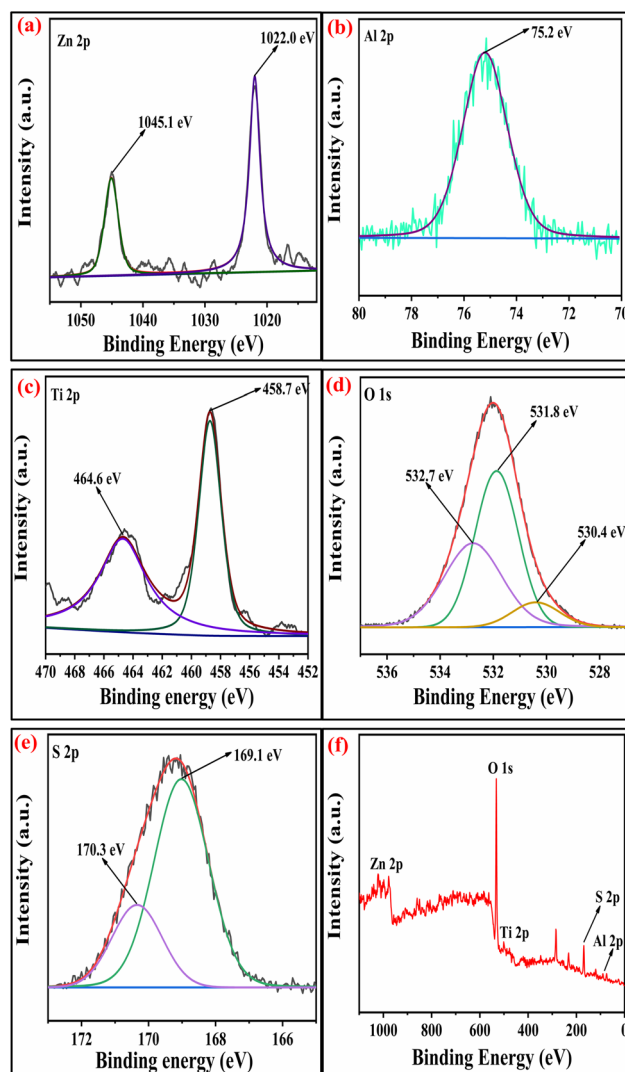 (a)
Zn 2p
1022.0 eV
1045.1 eV
Intensity (a.u.)
1050 1040 1030 1020
Binding Energy (eV)
(b)
Al 2p
75.2 eV
Intensity (a.u.)
80 78 76 74 72 70
Binding Energy (eV)
(c)
Ti 2p
458.7 eV
464.6 eV
Intensity (a.u.)
470 468 466 464 462 460 458 456 454 452
Binding energy (eV)
(d)
O 1s
531.8 eV
532.7 eV
530.4 eV
Intensity (a.u.)
536 534 532 530 528
Binding Energy (eV)
(e)
S 2p
169.1 eV
170.3 eV
Intensity (a.u.)
172 170 168 166
Binding energy (eV)
(f)
O 1s
Zn 2p
S 2p
Ti 2p
Al 2p
Intensity (a.u.)
1000 800 600 400 200 0
Binding Energy (eV)